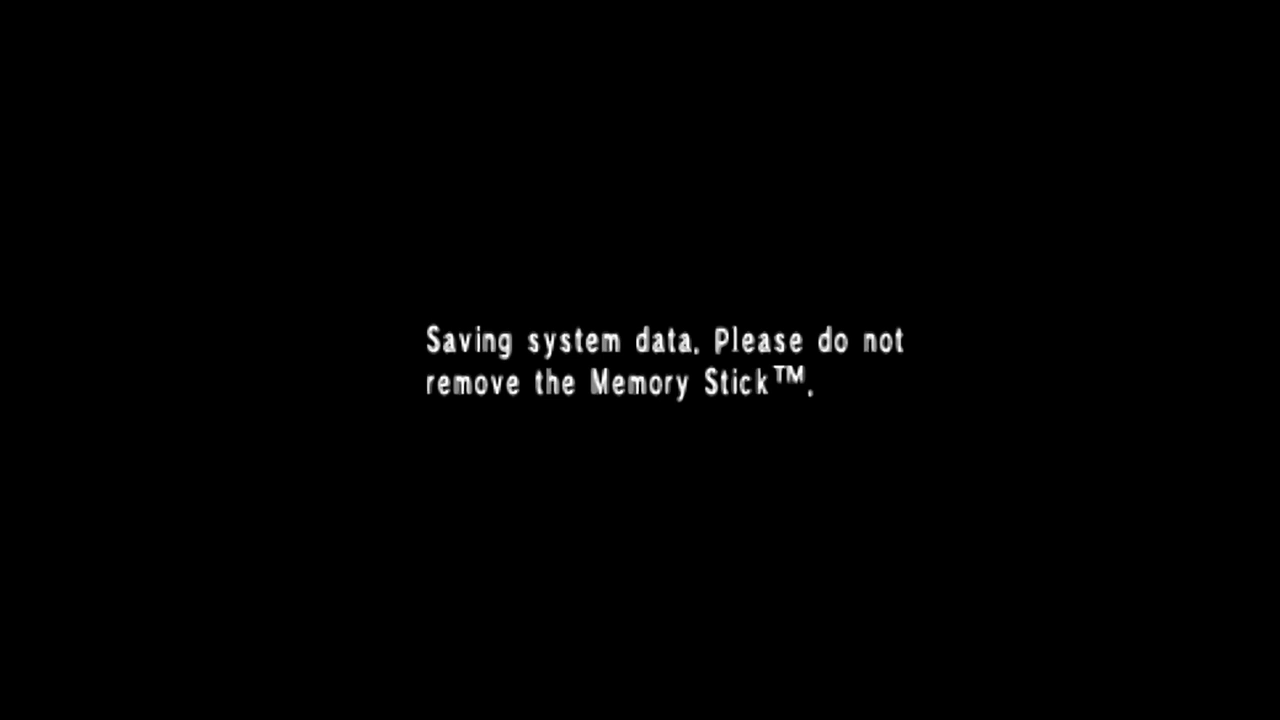 Saving system data. Please do not
remove the Memory Stick™.